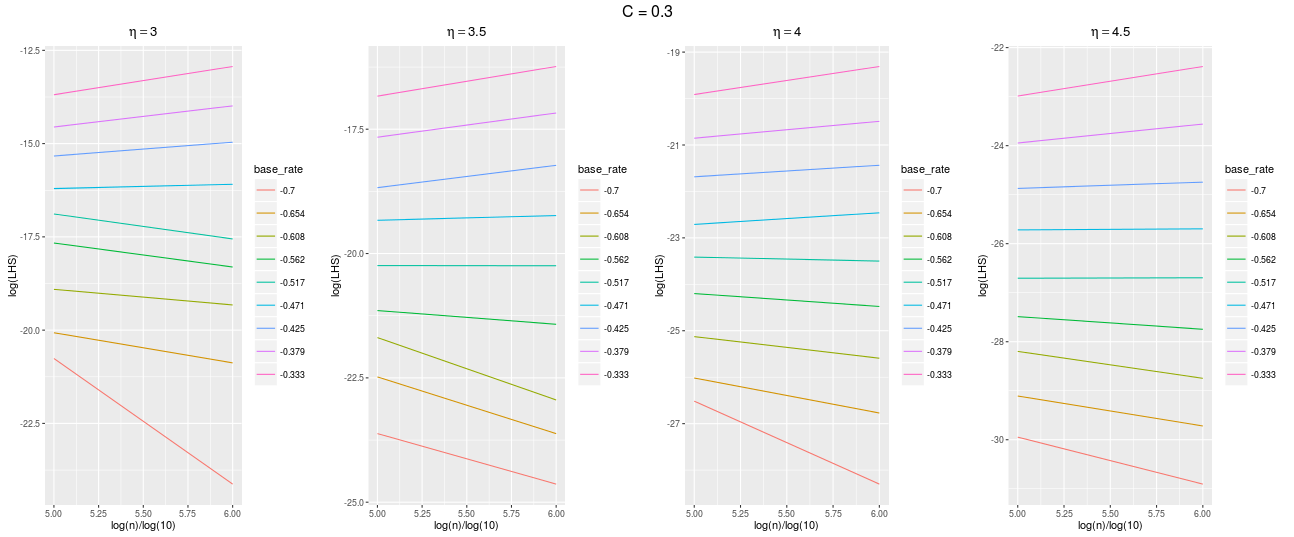 C = 0.3
η = 3
-12.5
-15.0
-17.5
-20.0
-22.5
log(LHS)
5.00 5.25 5.50 5.75 6.00
log(n)/log(10)
base_rate
-0.7
-0.654
-0.608
-0.562
-0.517
-0.471
-0.425
-0.379
-0.333
η = 3.5
-17.5
-20.0
-22.5
-25.0
log(LHS)
5.00 5.25 5.50 5.75 6.00
log(n)/log(10)
base_rate
-0.7
-0.654
-0.608
-0.562
-0.517
-0.471
-0.425
-0.379
-0.333
η = 4
-19
-21
-23
-25
-27
log(LHS)
5.00 5.25 5.50 5.75 6.00
log(n)/log(10)
base_rate
-0.7
-0.654
-0.608
-0.562
-0.517
-0.471
-0.425
-0.379
-0.333
η = 4.5
-22
-24
-26
-28
-30
log(LHS)
5.00 5.25 5.50 5.75 6.00
log(n)/log(10)
base_rate
-0.7
-0.654
-0.608
-0.562
-0.517
-0.471
-0.425
-0.379
-0.333